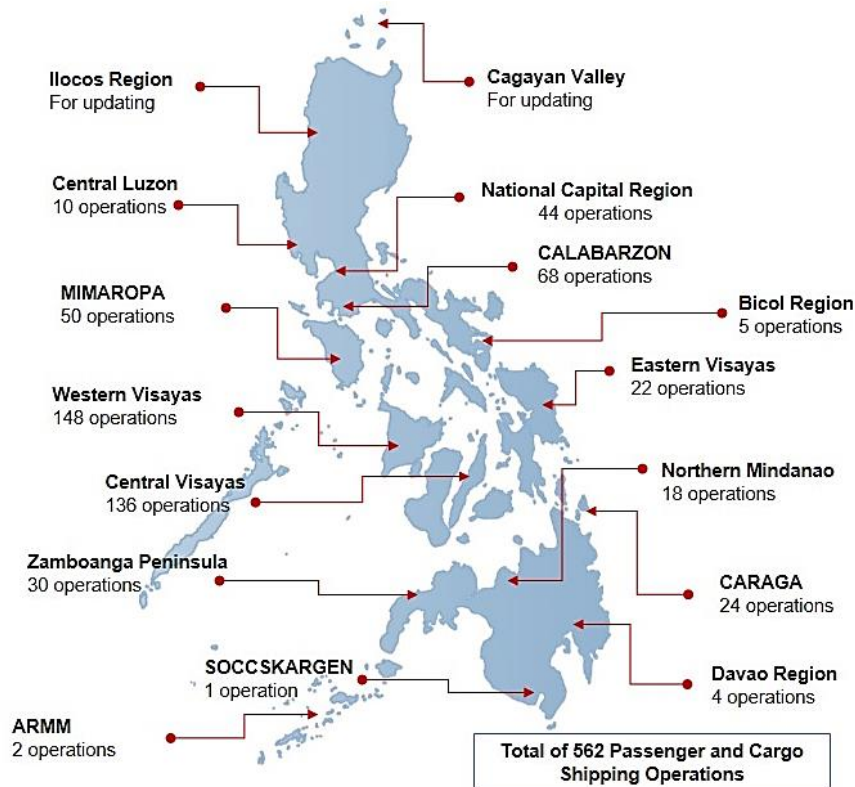 Ilocos Region
For updating
Cagayan Valley
For updating
Central Luzon
10 operations
National Capital Region
44 operations
CALABARZON
68 operations
MIMAROPA
50 operations
Bicol Region
5 operations
Eastern Visayas
22 operations
Western Visayas
148 operations
Northern Mindanao
18 operations
Central Visayas
136 operations
Zamboanga Peninsula
30 operations
CARAGA
24 operations
SOCCSKARGEN
1 operation
Davao Region
4 operations
ARMM
2 operations
Total of 562 Passenger and Cargo
Shipping Operations